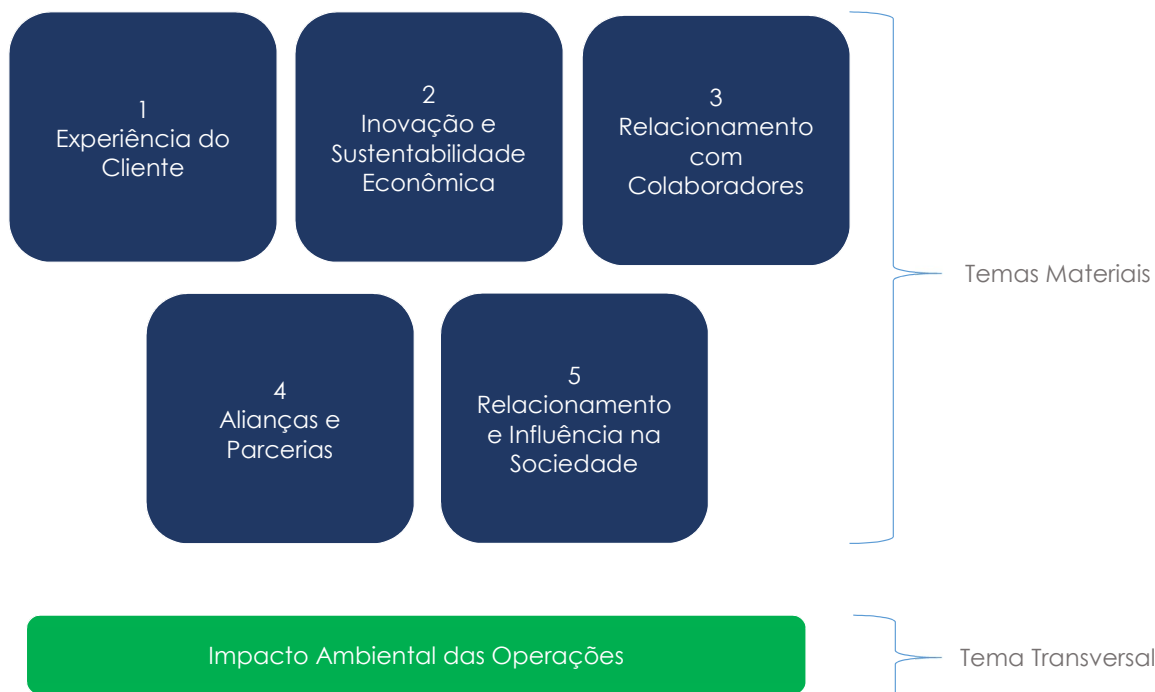 1
Experiência do
Cliente
2
Inovação e
Sustentabilidade
Econômica
3
Relacionamento
com
Colaboradores
Temas Materiais
4
Alianças e
Parcerias
5
Relacionamento
e Influência na
Sociedade
Impacto Ambiental das Operações
Tema Transversal